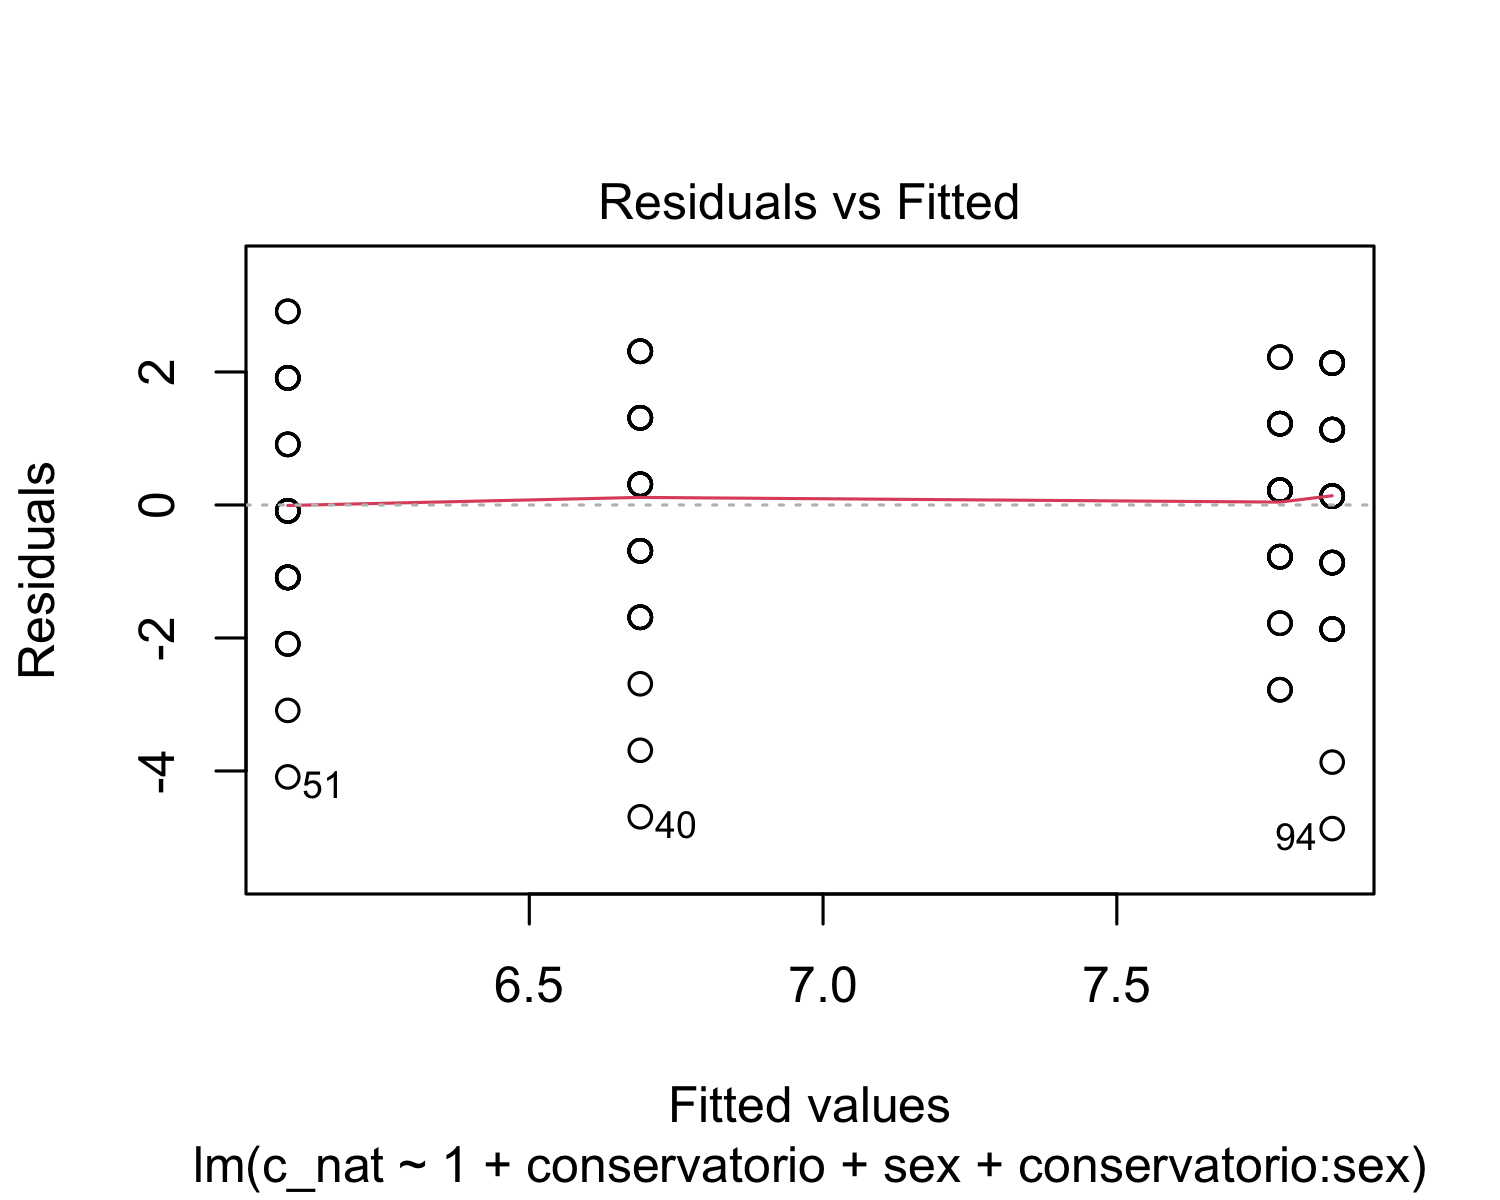 Residuals vs Fitted
Residuals
2
0
-2
-4
51
40
94
6.5 7.0 7.5
Fitted values
lm(c_nat ~ 1 + conservatorio + sex + conservatorio:sex)